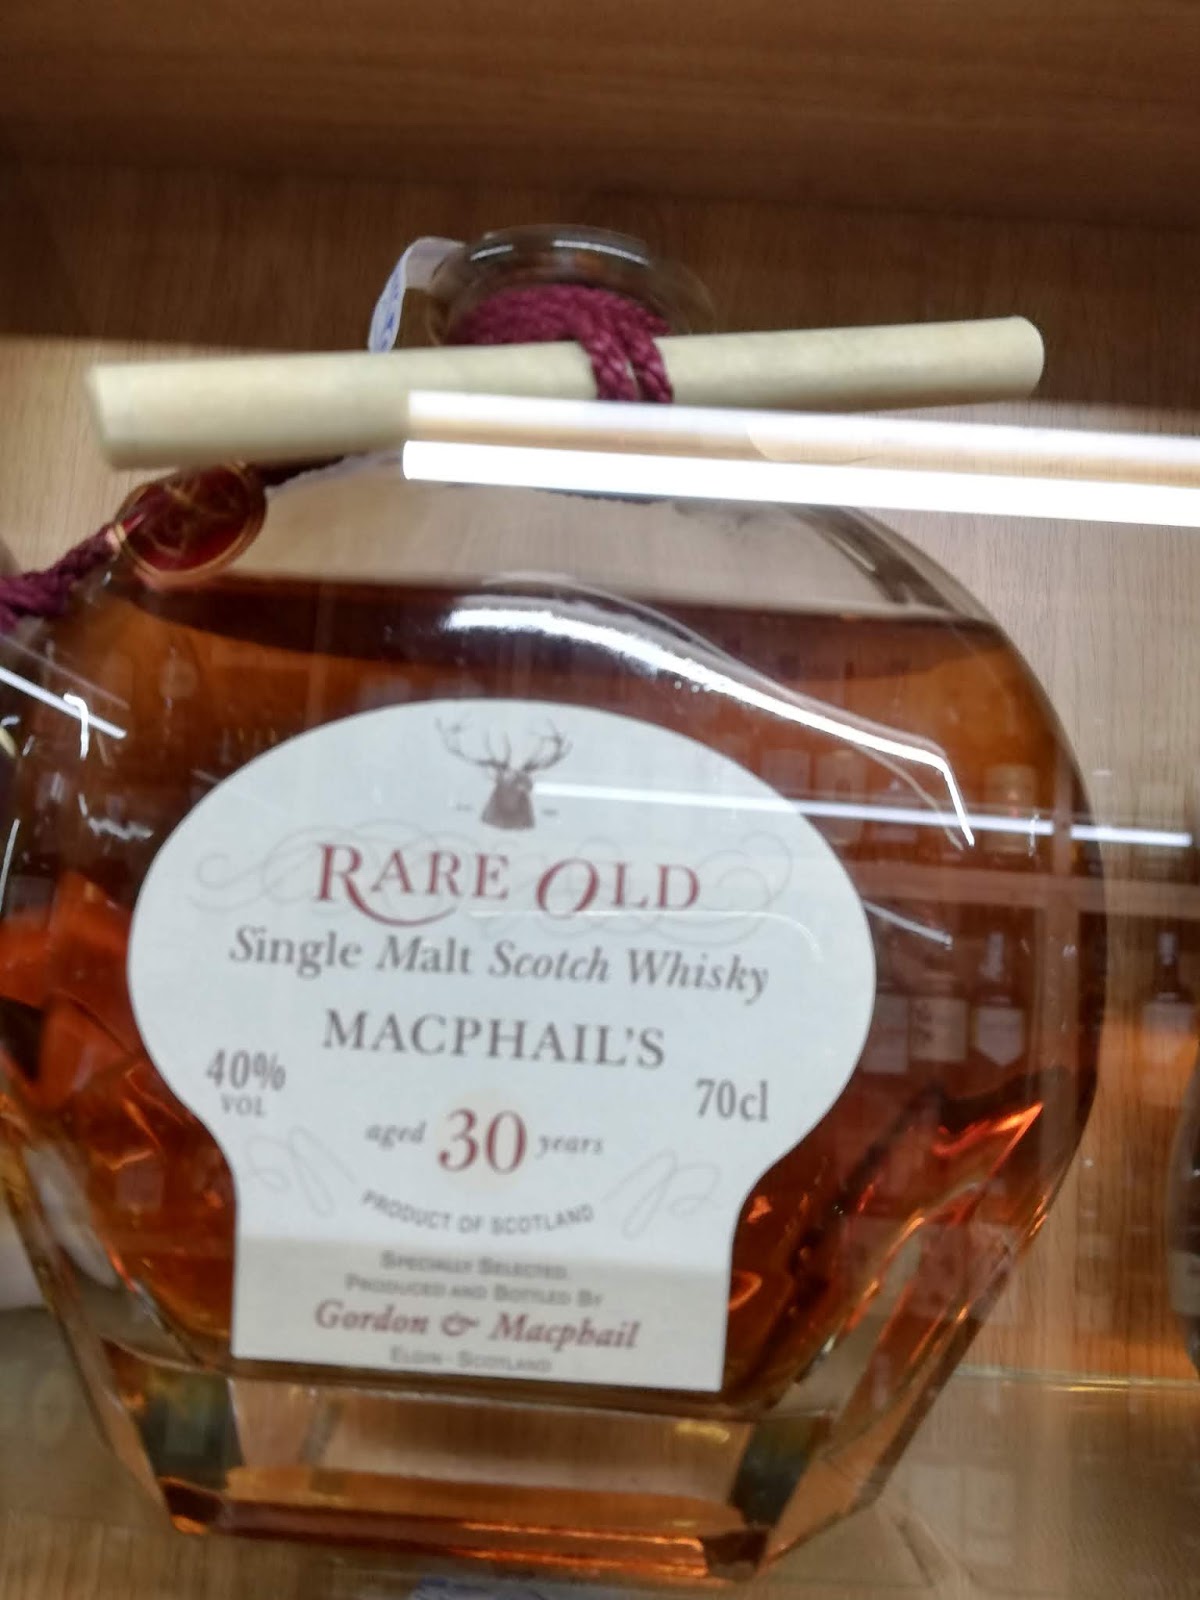 RARE OLD
Single Malt Scotch Whisky
MACPHAIL'S
40%
VOL
70cl
aged 30 years
PRODUCT OF SCOTLAND
SPECIALLY SELECTED
PRODUCED AND BOTTLED BY
Gordon & Macphail
ELGIN · SCOTLAND